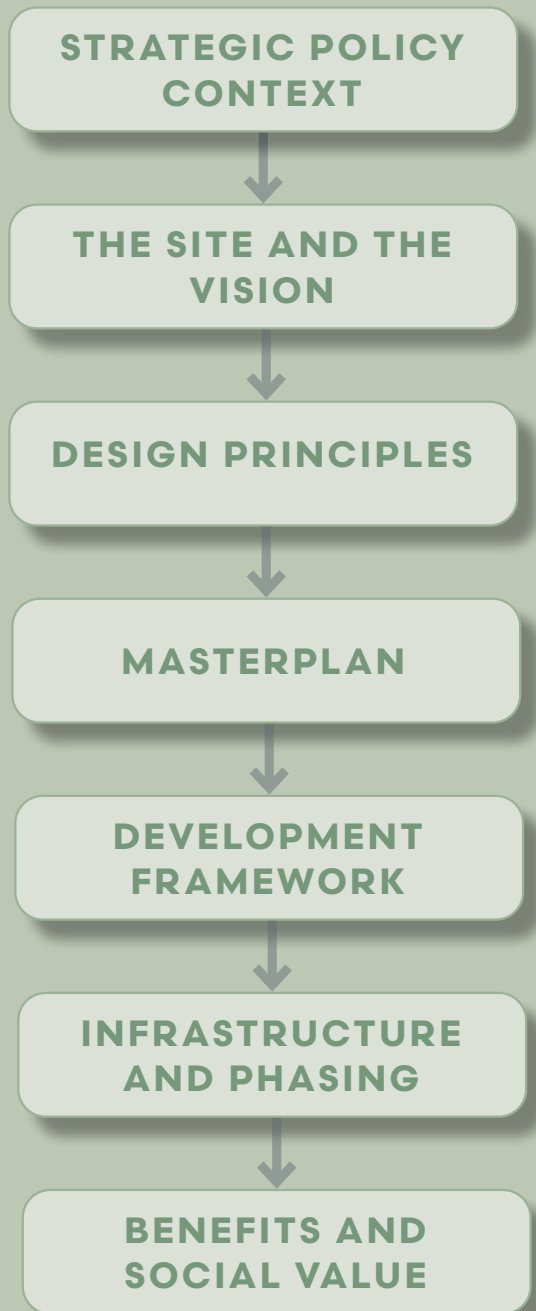 STRATEGIC POLICY
CONTEXT
THE SITE AND THE
VISION
DESIGN PRINCIPLES
MASTERPLAN
DEVELOPMENT
FRAMEWORK
INFRASTRUCTURE
AND PHASING
BENEFITS AND
SOCIAL VALUE